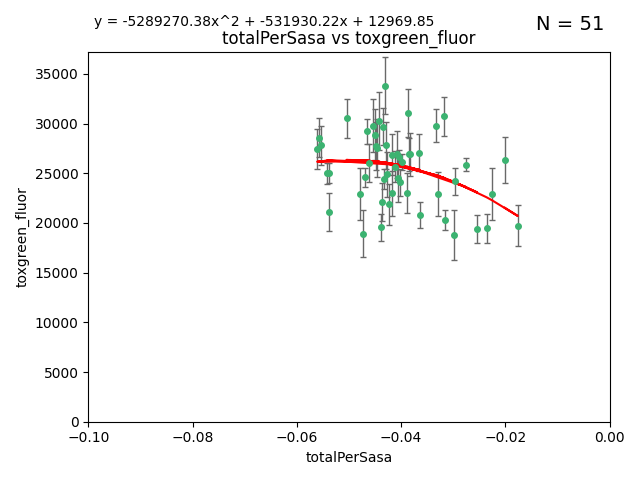 y = -5289270.38x^2 + -531930.22x + 12969.85
N = 51
totalPerSasa vs toxgreen_fluor
toxgreen_fluor
35000
30000
25000
20000
15000
10000
5000
0
−0.10
−0.08
−0.06
−0.04
−0.02
0.00
totalPerSasa